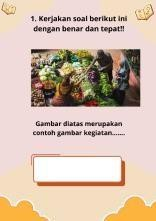 1. Kerjakan soal berikut ini
dengan benar dan tepat!!
Gambar diatas merupakan
contoh gambar kegiatan.......